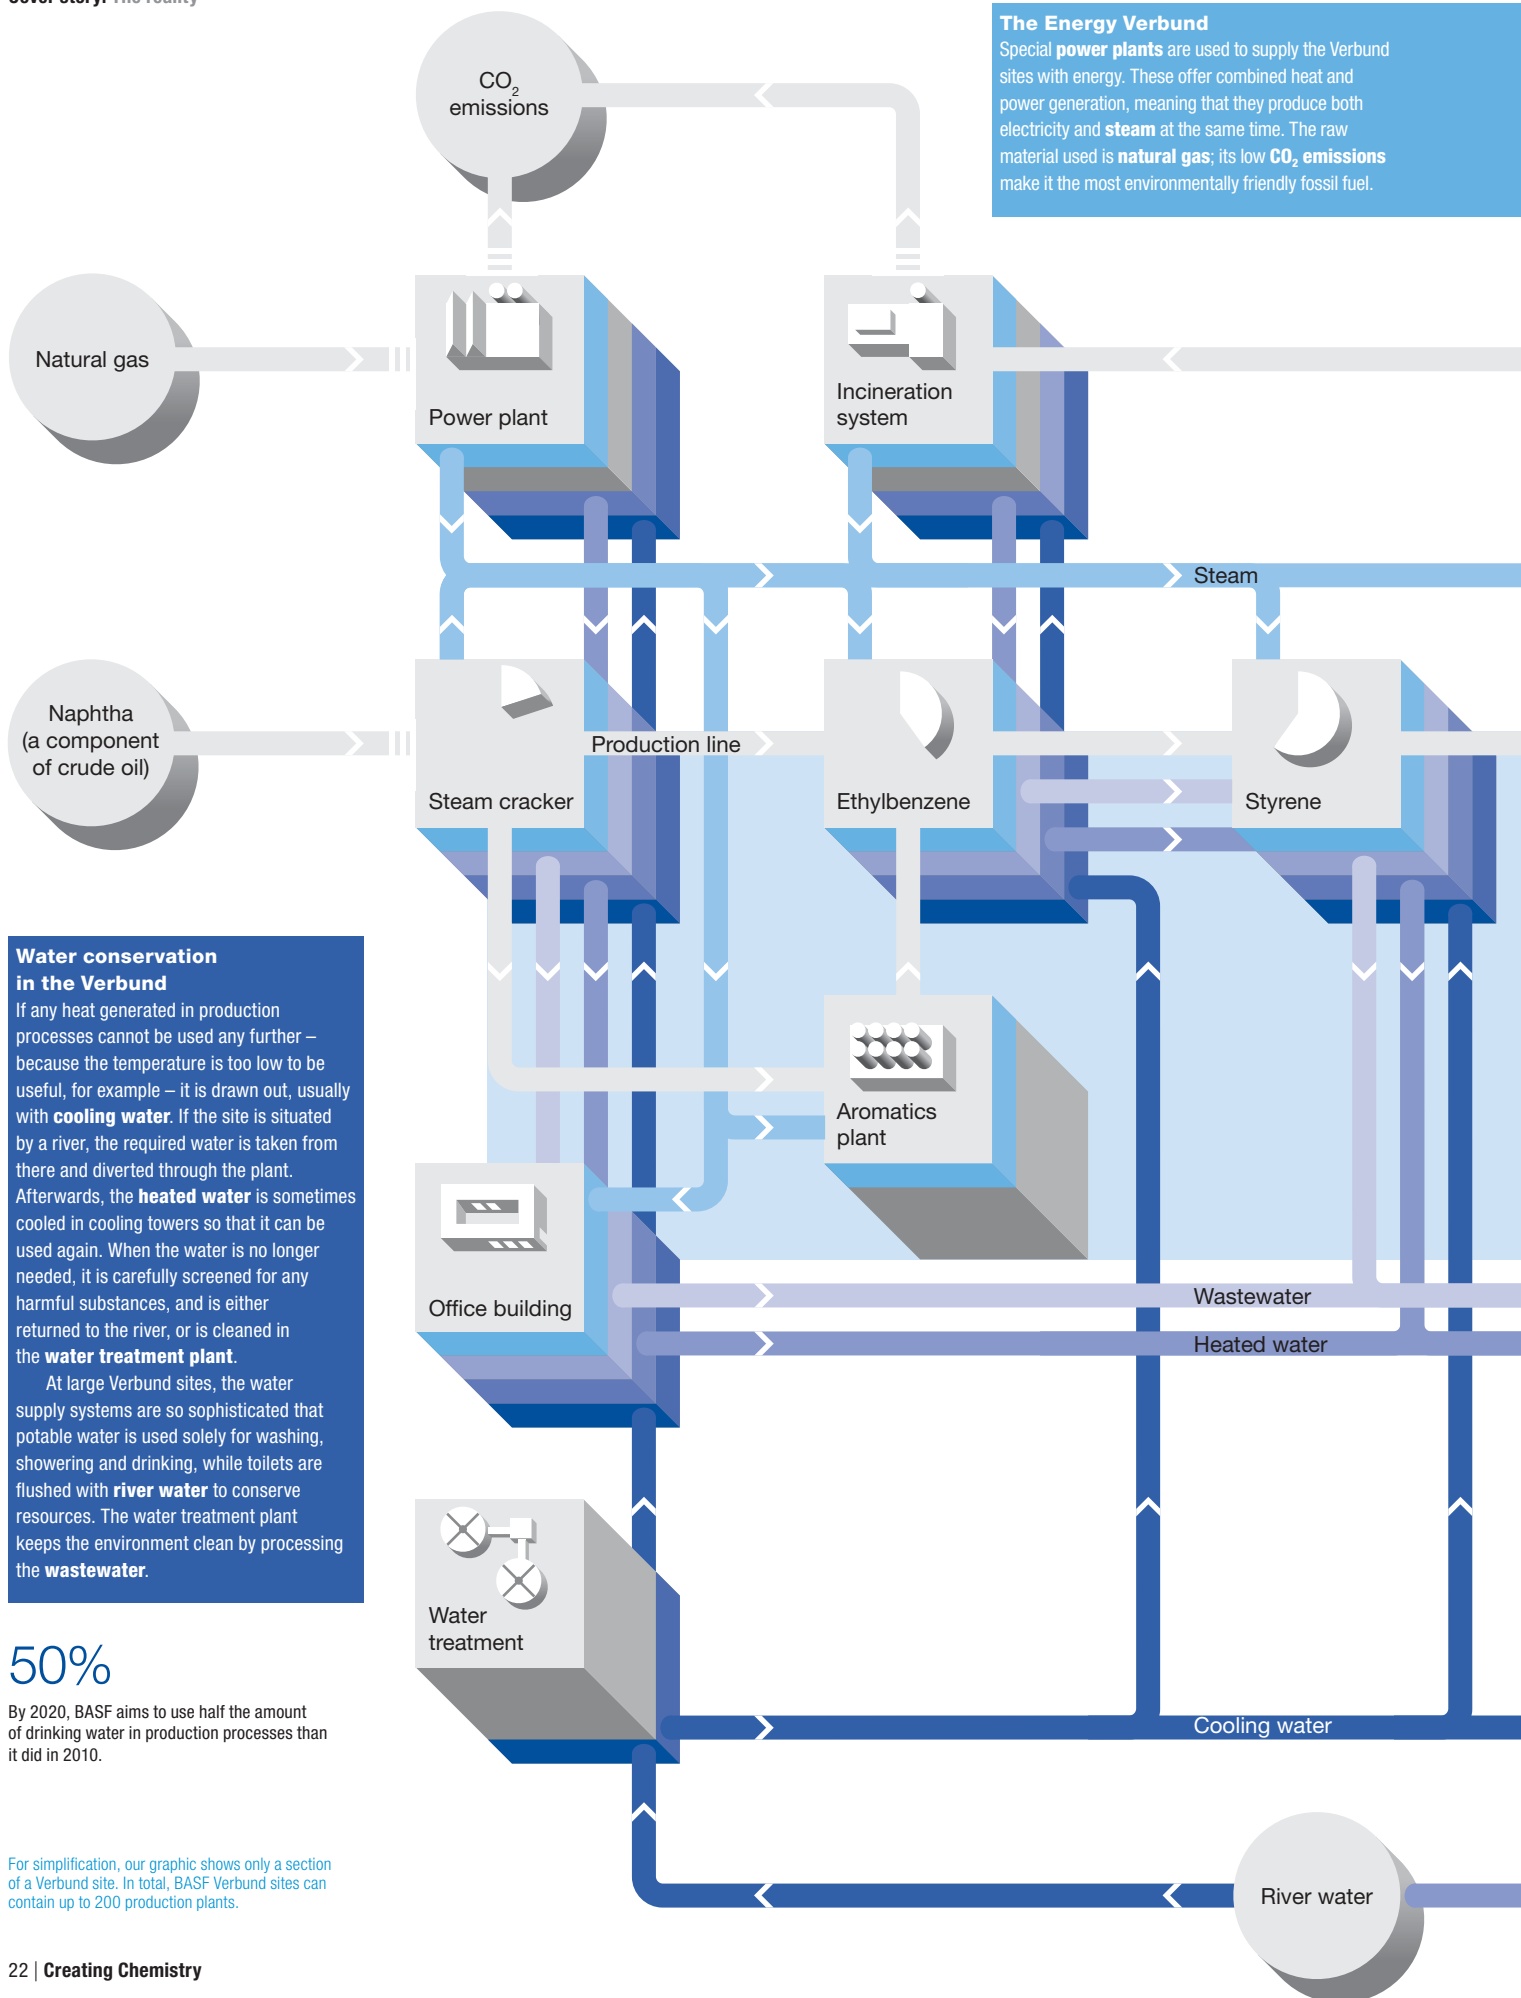 Cover story: The reality
The Energy Verbund
Special power plants are used to supply the Verbund
sites with energy. These offer combined heat and
power generation, meaning that they produce both
electricity and steam at the same time. The raw
material used is natural gas; its low CO₂ emissions
make it the most environmentally friendly fossil fuel.
CO₂
emissions
Natural gas
Power plant
Incineration
system
Steam
Naphtha
(a component
of crude oil)
Production line
Steam cracker
Ethylbenzene
Styrene
Water conservation
in the Verbund
If any heat generated in production
processes cannot be used any further –
because the temperature is too low to be
useful, for example – it is drawn out, usually
with cooling water. If the site is situated
by a river, the required water is taken from
there and diverted through the plant.
Afterwards, the heated water is sometimes
cooled in cooling towers so that it can be
used again. When the water is no longer
needed, it is carefully screened for any
harmful substances, and is either
returned to the river, or is cleaned in
the water treatment plant.
At large Verbund sites, the water
supply systems are so sophisticated that
potable water is used solely for washing,
showering and drinking, while toilets are
flushed with river water to conserve
resources. The water treatment plant
keeps the environment clean by processing
the wastewater.
Aromatics
plant
Office building
Wastewater
Heated water
Water
treatment
Cooling water
River water
50%
By 2020, BASF aims to use half the amount
of drinking water in production processes than
it did in 2010.
For simplification, our graphic shows only a section
of a Verbund site. In total, BASF Verbund sites can
contain up to 200 production plants.
22 | Creating Chemistry